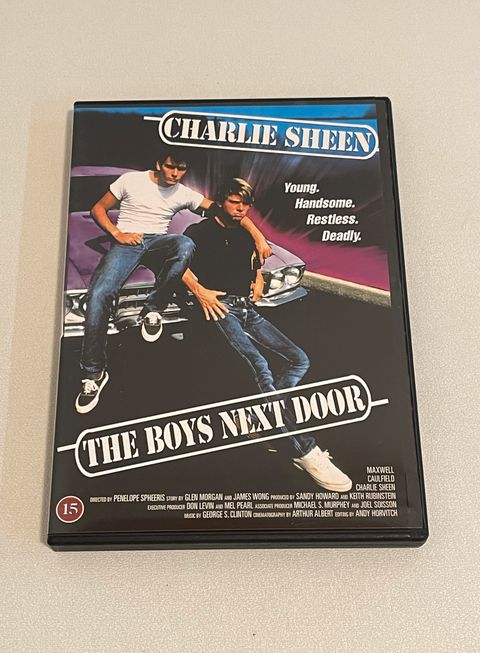 CHARLIE SHEEN
Young.
Handsome.
Restless.
Deadly.
THE BOYS NEXT DOOR
MAXWELL
CAULFIELD
CHARLIE SHEEN
DIRECTED BY PENELOPE SPHEERIS STORY BY GLEN MORGAN AND JAMES WONG PRODUCED BY SANDY HOWARD AND KEITH RUBINSTEIN
EXECUTIVE PRODUCER DON LEVIN AND MEL PEARL ASSOCIATE PRODUCER MICHAEL S. MURPHEY AND JOEL SOISSON
MUSIC BY GEORGE S. CLINTON CINEMATOGRAPHY BY ARTHUR ALBERT EDITING BY ANDY HORVITCH
15